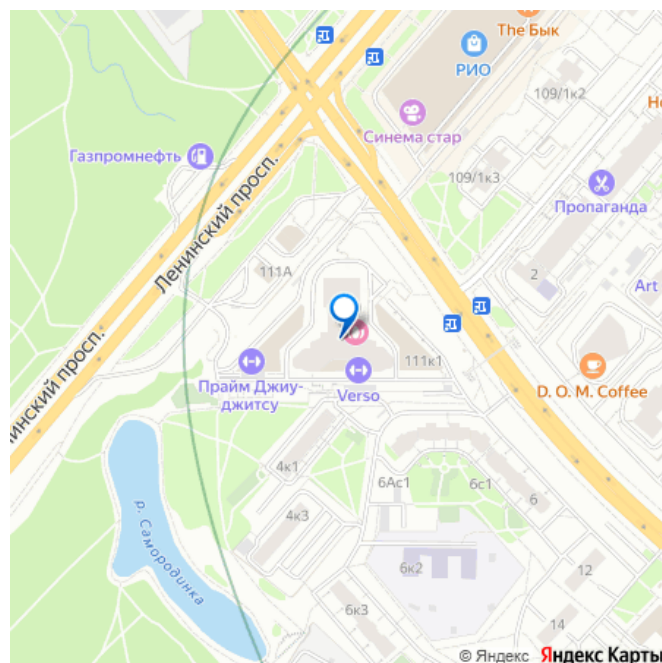 The Бык
РИО
109/1к2
Синема стар
Газпромнефть
109/1к3
Пропаганда
Ленинский просп.
2
111А
Art
нинский просп.
111к1
Прайм Джиу-
джитсу
Verso
D. O. M. Coffee
4к1
6Ас1
6с1
6
4к3
р. Самородинка
6к2
12
6к3
14
© Яндекс Яндекс Карты